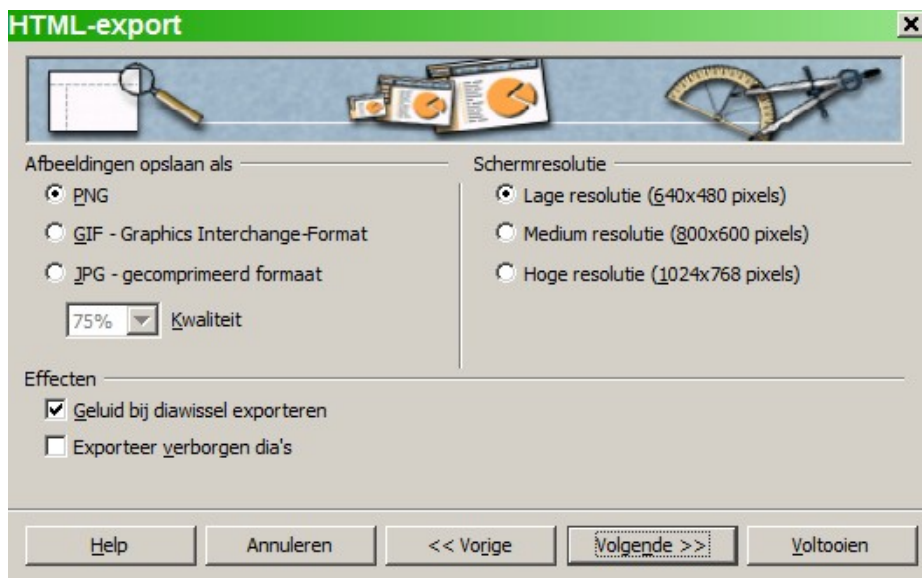 HTML-export
Afbeeldingen opslaan als
PNG
GIF - Graphics Interchange-Format
JPG - gecomprimeerd formaat
75% Kwaliteit
Schermresolutie
Lage resolutie (640x480 pixels)
Medium resolutie (800x600 pixels)
Hoge resolutie (1024x768 pixels)
Effecten
Geluid bij diawissel exporteren
Exporteer verborgen dia's
Help
Annuleren
<< Vorige
Volgende >>
Voltooien